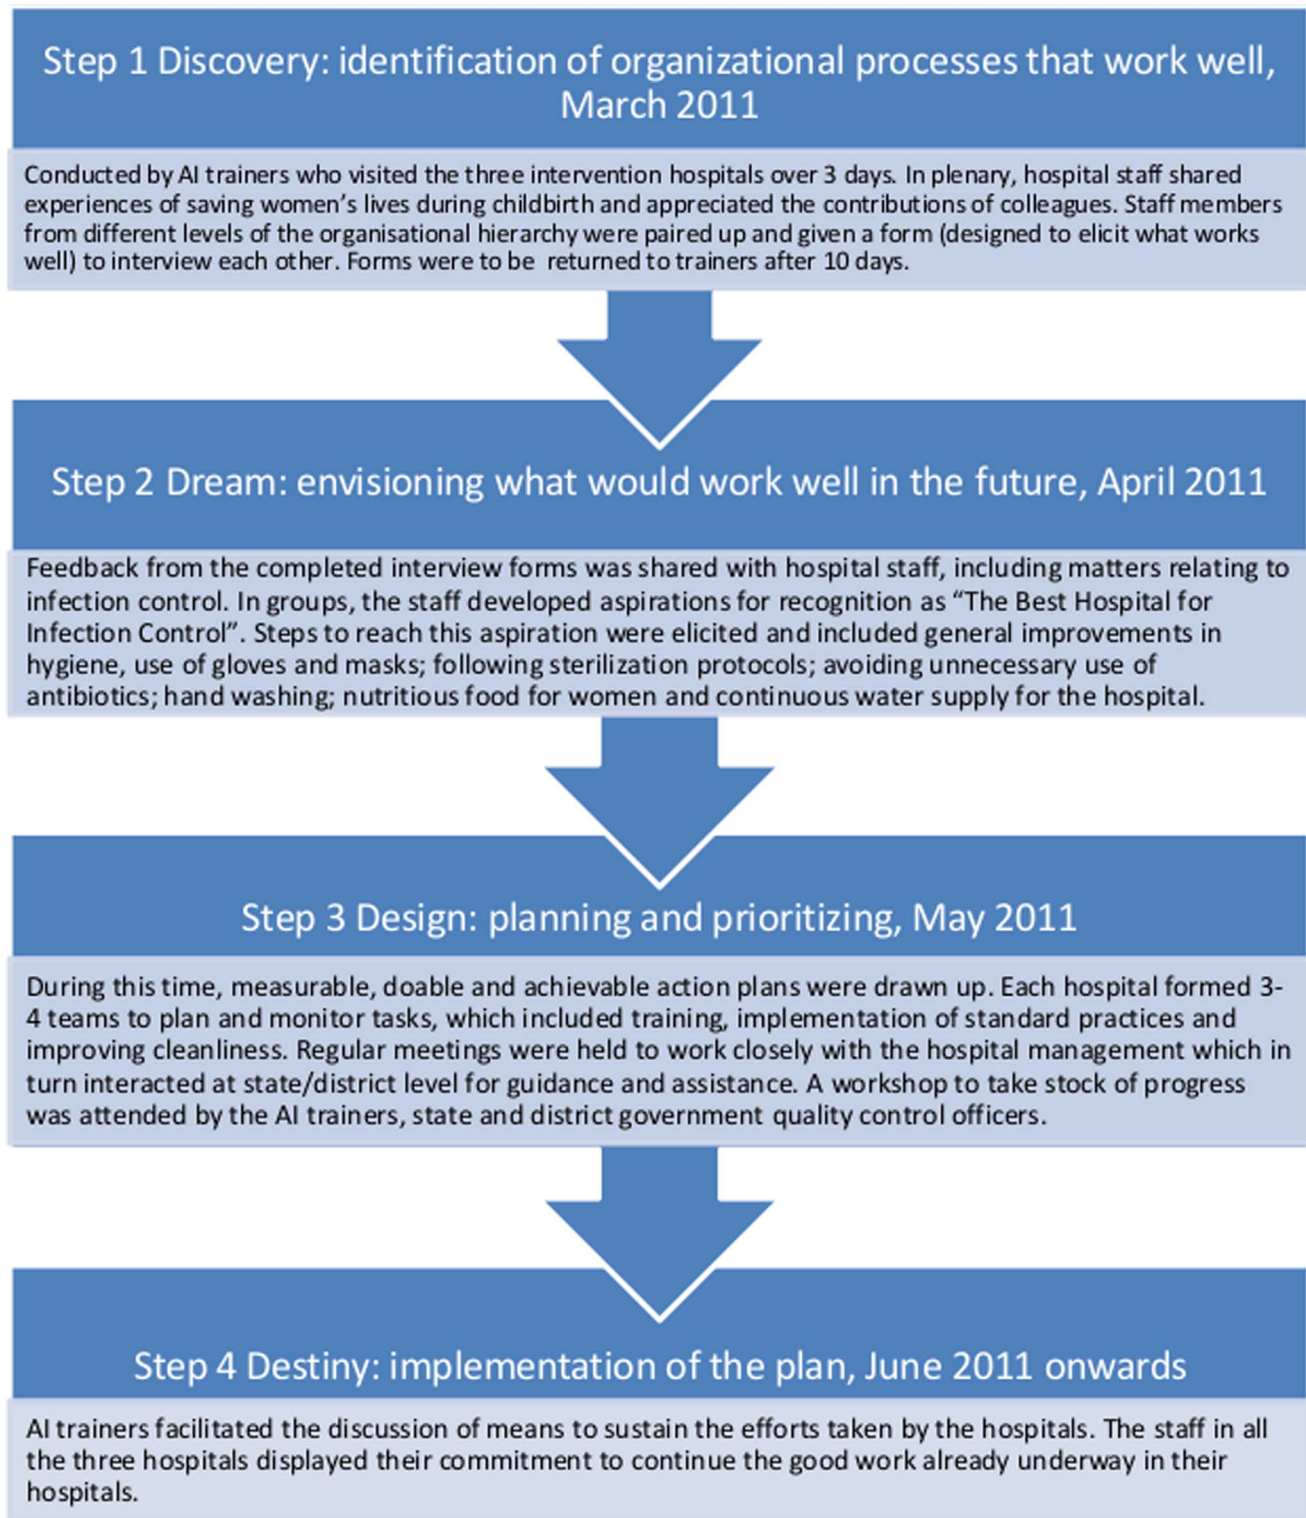 Step 1 Discovery: identification of organizational processes that work well,
March 2011
Conducted by AI trainers who visited the three intervention hospitals over 3 days. In plenary, hospital staff shared
experiences of saving women's lives during childbirth and appreciated the contributions of colleagues. Staff members
from different levels of the organisational hierarchy were paired up and given a form (designed to elicit what works
well) to interview each other. Forms were to be returned to trainers after 10 days.
Step 2 Dream: envisioning what would work well in the future, April 2011
Feedback from the completed interview forms was shared with hospital staff, including matters relating to
infection control. In groups, the staff developed aspirations for recognition as “The Best Hospital for
Infection Control”. Steps to reach this aspiration were elicited and included general improvements in
hygiene, use of gloves and masks; following sterilization protocols; avoiding unnecessary use of
antibiotics; hand washing; nutritious food for women and continuous water supply for the hospital.
Step 3 Design: planning and prioritizing, May 2011
During this time, measurable, doable and achievable action plans were drawn up. Each hospital formed 3-
4 teams to plan and monitor tasks, which included training, implementation of standard practices and
improving cleanliness. Regular meetings were held to work closely with the hospital management which in
turn interacted at state/district level for guidance and assistance. A workshop to take stock of progress
was attended by the AI trainers, state and district government quality control officers.
Step 4 Destiny: implementation of the plan, June 2011 onwards
AI trainers facilitated the discussion of means to sustain the efforts taken by the hospitals. The staff in all
the three hospitals displayed their commitment to continue the good work already underway in their
hospitals.